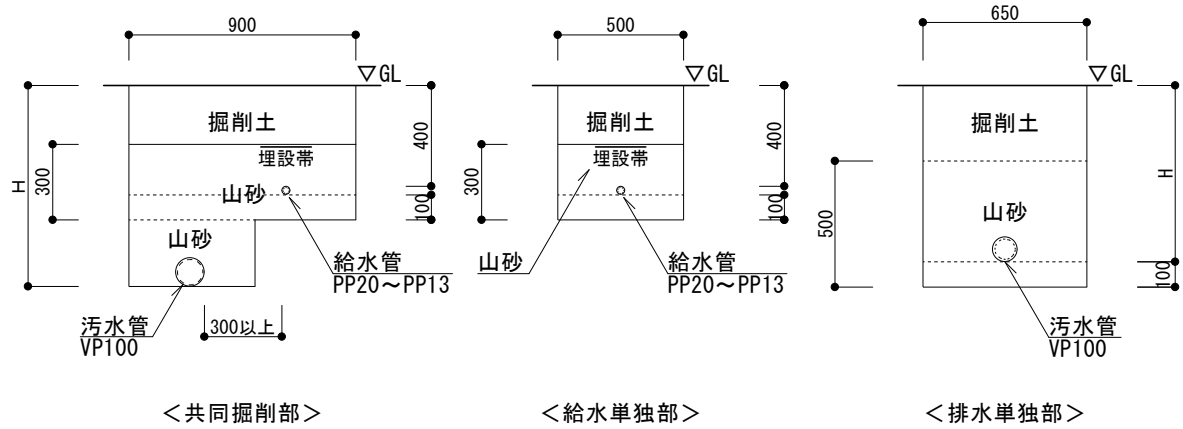 900
▽GL
掘削土
埋設帯
山砂
山砂
H
300
400
100
給水管
PP20～PP13
汚水管
VP100
300以上
＜共同掘削部＞
500
▽GL
掘削土
埋設帯
300
400
100
山砂
給水管
PP20～PP13
＜給水単独部＞
650
▽GL
掘削土
山砂
500
H
100
汚水管
VP100
＜排水単独部＞